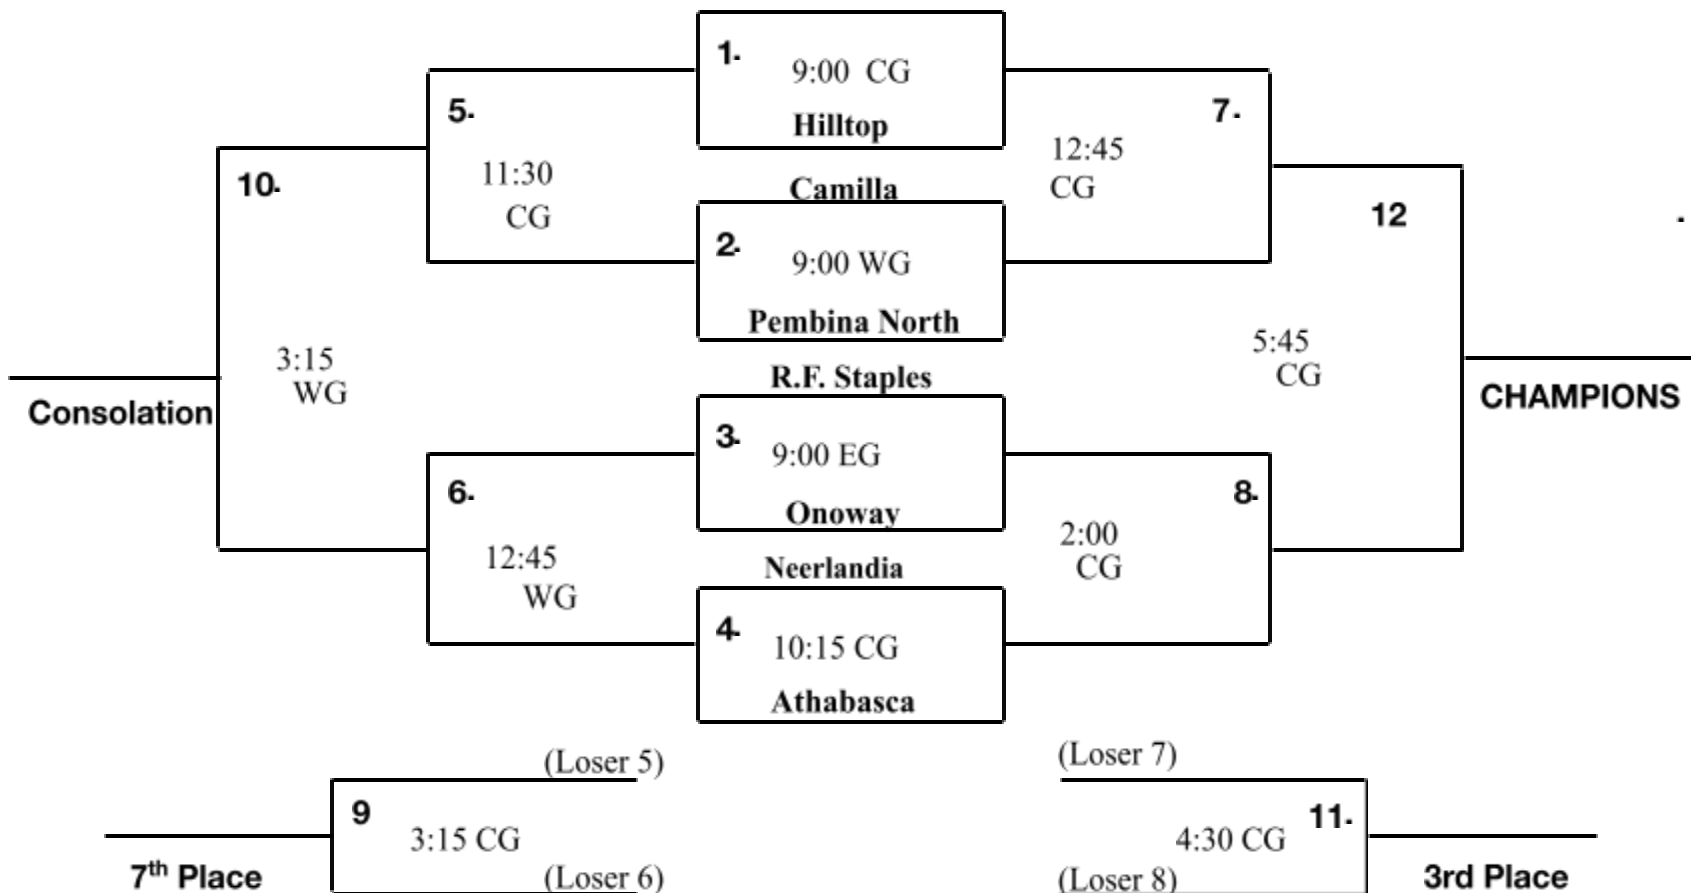 1.
9:00 CG
Hilltop
5.
11:30
CG
7.
12:45
CG
10.
Camilla
12
.
2.
9:00 WG
Pembina North
3:15
WG
5:45
CG
R.F. Staples
Consolation
CHAMPIONS
3.
9:00 EG
Onoway
6.
12:45
WG
8.
2:00
CG
Neerlandia
4.
10:15 CG
Athabasca
(Loser 5)
(Loser 7)
9
3:15 CG
11.
4:30 CG
7th Place
(Loser 6)
(Loser 8)
3rd Place